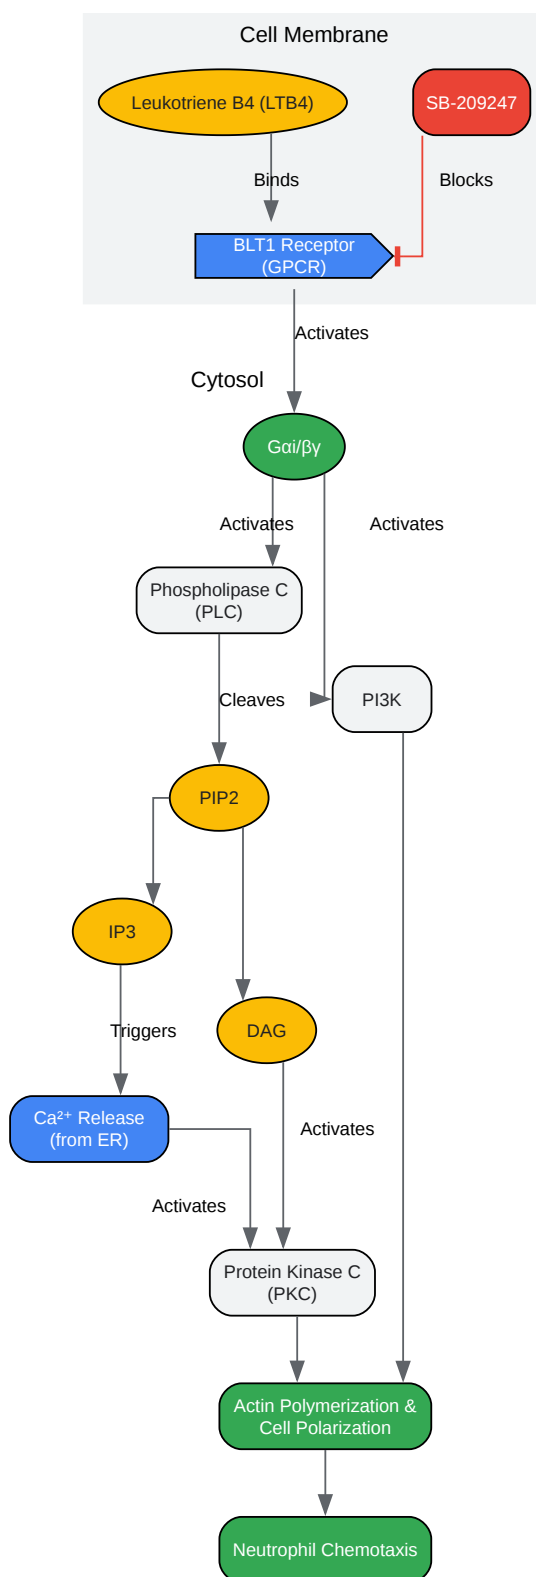 Cell Membrane
Leukotriene B4 (LTB4)
SB-209247
Binds
Blocks
BLT1 Receptor
(GPCR)
Activates
Cytosol
Gαi/βγ
Activates
Activates
Phospholipase C
(PLC)
Cleaves
PI3K
PIP2
IP3
DAG
Triggers
Ca²⁺ Release
(from ER)
Activates
Activates
Protein Kinase C
(PKC)
Actin Polymerization &
Cell Polarization
Neutrophil Chemotaxis